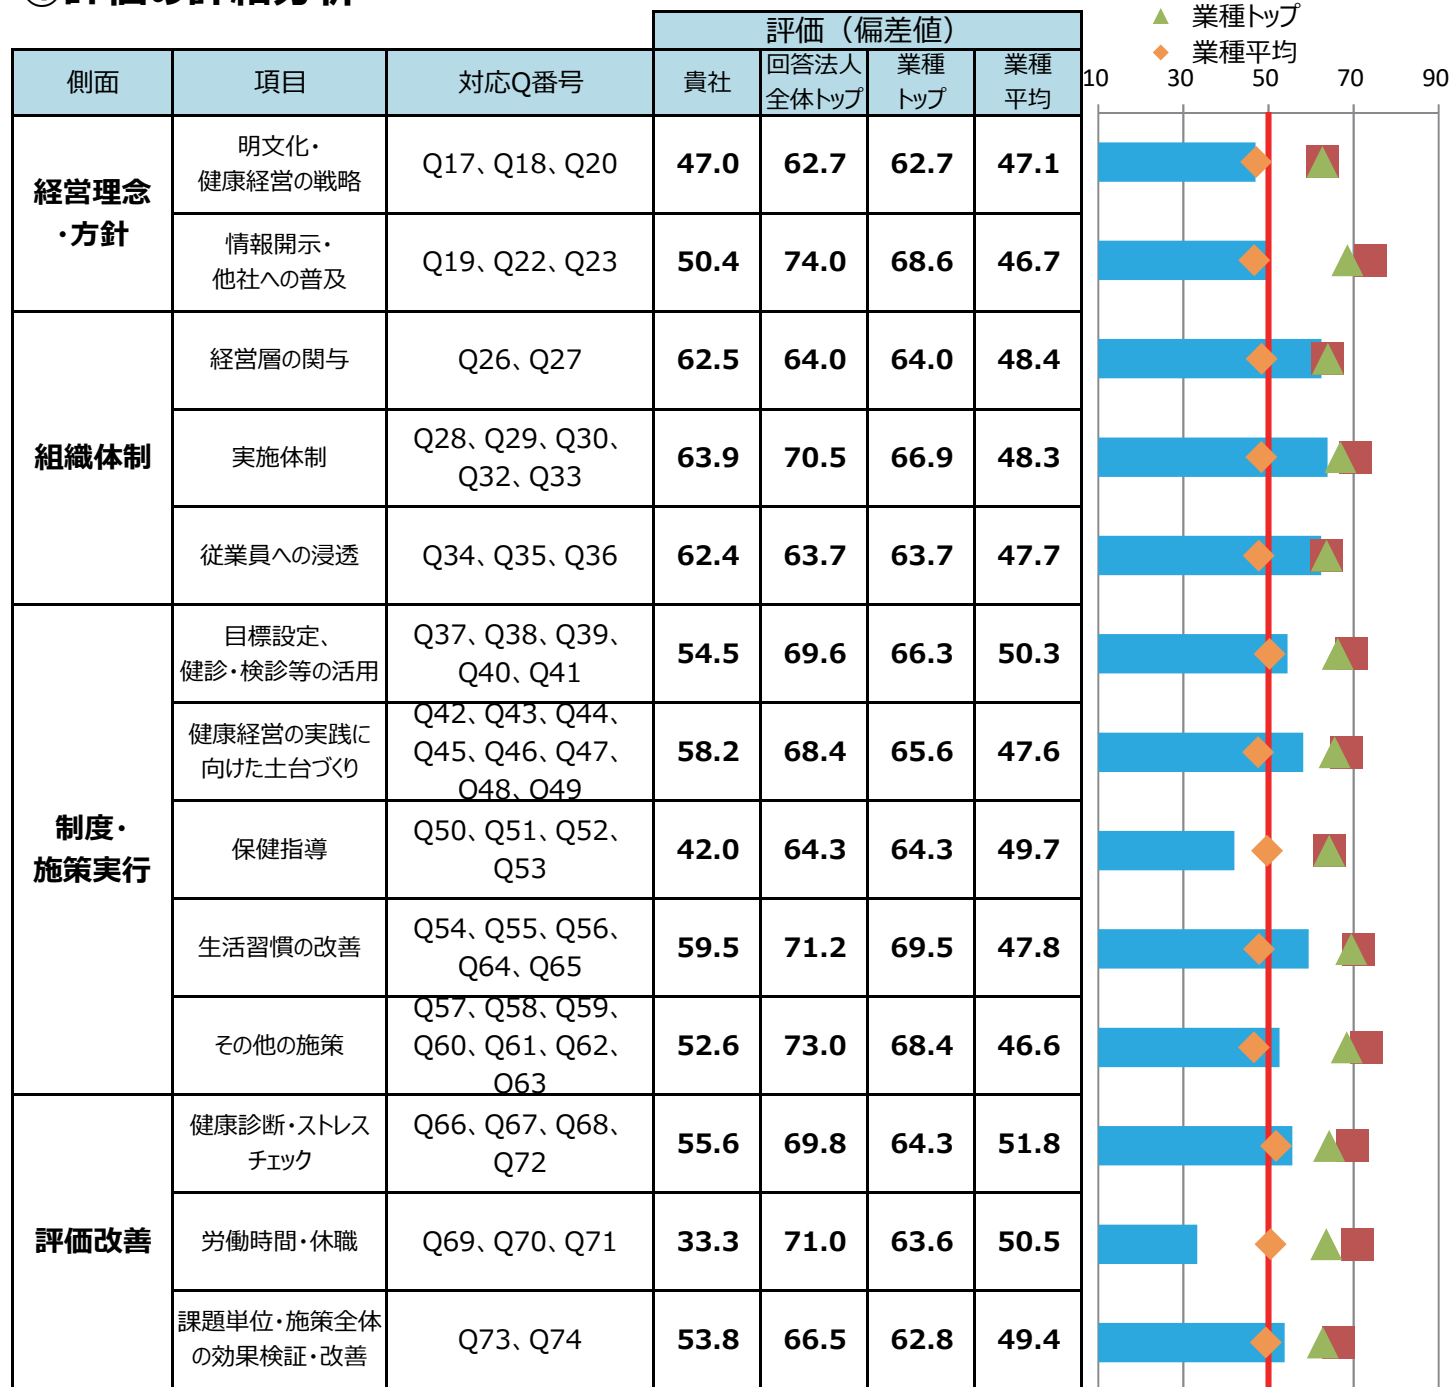 業種トップ
業種平均
評価（偏差値）
側面 項目 対応Q番号 貴社 回答法人全体トップ 業種トップ 業種平均
10 30 50 70 90
経営理念・方針
明文化・健康経営の戦略 Q17、Q18、Q20 47.0 62.7 62.7 47.1
情報開示・他社への普及 Q19、Q22、Q23 50.4 74.0 68.6 46.7
組織体制
経営層の関与 Q26、Q27 62.5 64.0 64.0 48.4
実施体制 Q28、Q29、Q30、Q32、Q33 63.9 70.5 66.9 48.3
従業員への浸透 Q34、Q35、Q36 62.4 63.7 63.7 47.7
制度・施策実行
目標設定、健診・検診等の活用 Q37、Q38、Q39、Q40、Q41 54.5 69.6 66.3 50.3
健康経営の実践に向けた土台づくり Q42、Q43、Q44、Q45、Q46、Q47、Q48、Q49 58.2 68.4 65.6 47.6
保健指導 Q50、Q51、Q52、Q53 42.0 64.3 64.3 49.7
生活習慣の改善 Q54、Q55、Q56、Q64、Q65 59.5 71.2 69.5 47.8
その他の施策 Q57、Q58、Q59、Q60、Q61、Q62、Q63 52.6 73.0 68.4 46.6
評価改善
健康診断・ストレスチェック Q66、Q67、Q68、Q72 55.6 69.8 64.3 51.8
労働時間・休職 Q69、Q70、Q71 33.3 71.0 63.6 50.5
課題単位・施策全体の効果検証・改善 Q73、Q74 53.8 66.5 62.8 49.4